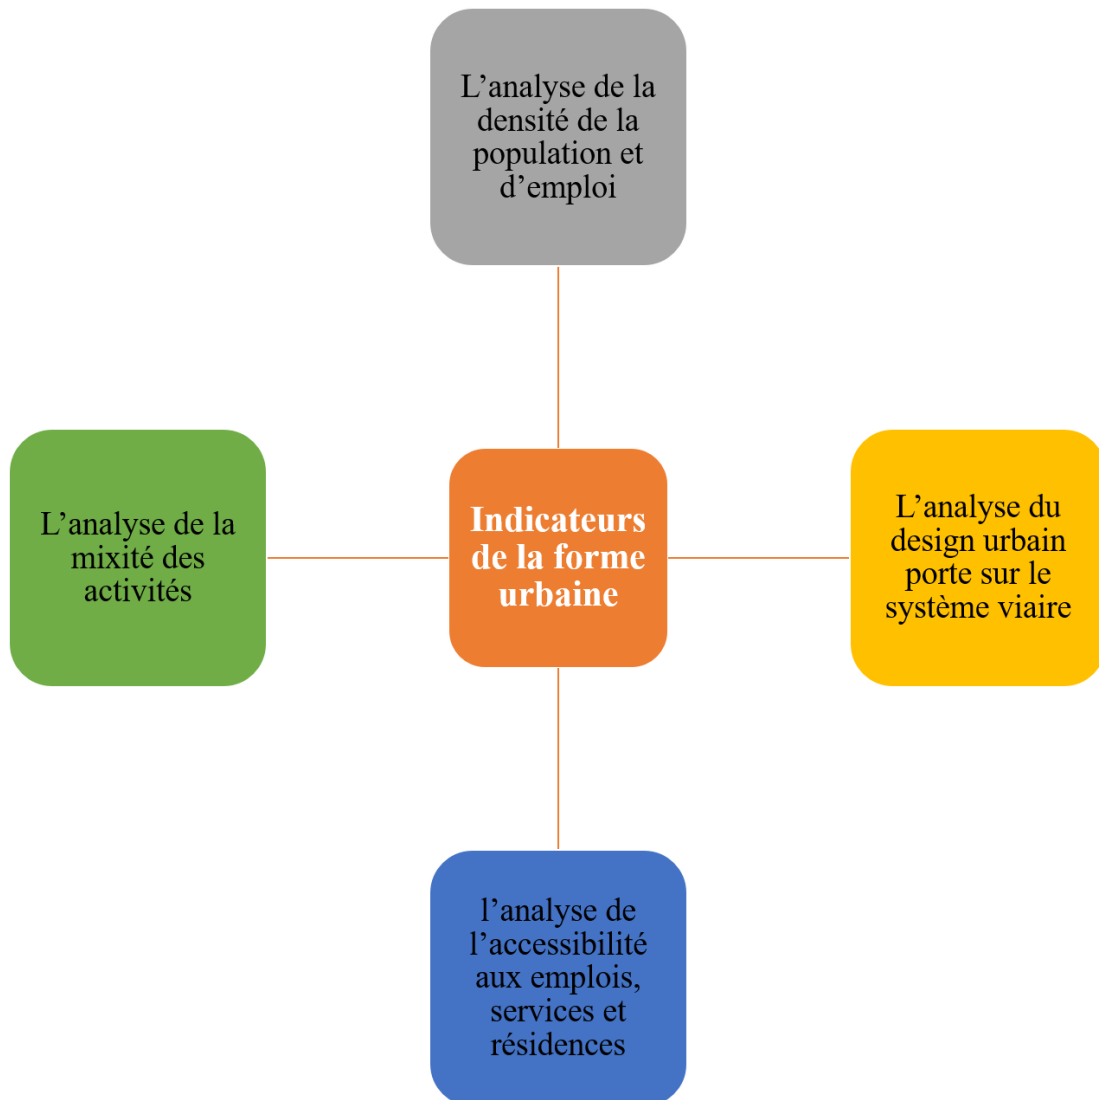 L’analyse de la
densité de la
population et
d’emploi
L’analyse de la
mixité des
activités
Indicateurs
de la forme
urbaine
L’analyse du
design urbain
porte sur le
système viaire
l’analyse de
l’accessibilité
aux emplois,
services et
résidences